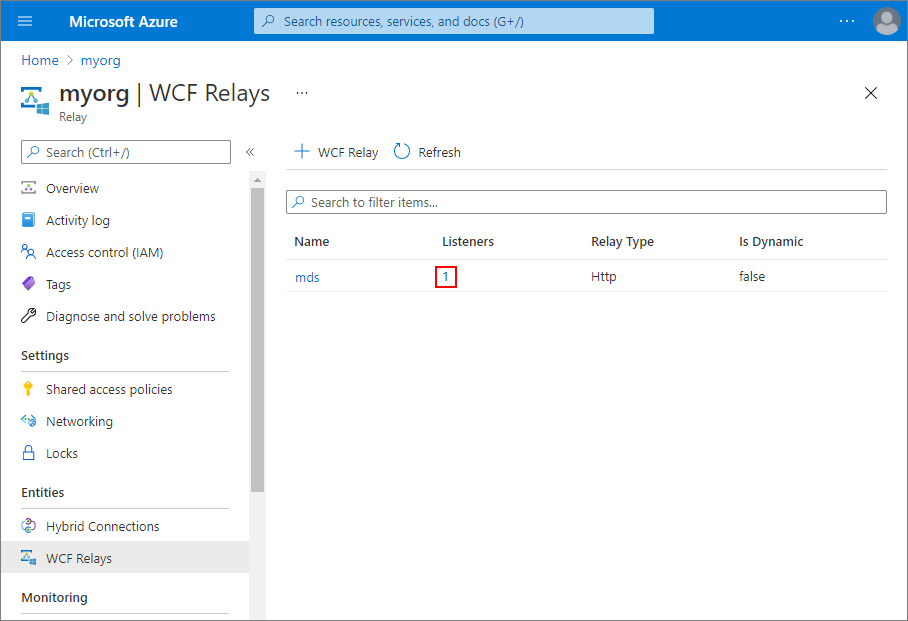 Microsoft Azure
Search resources, services, and docs (G+/)
...
Home > myorg
myorg | WCF Relays ...
Relay
Search (Ctrl+/)
«
Overview
Activity log
Access control (IAM)
Tags
Diagnose and solve problems
Settings
Shared access policies
Networking
Locks
Entities
Hybrid Connections
WCF Relays
Monitoring
+ WCF Relay Refresh
Search to filter items...
Name Listeners Relay Type Is Dynamic
mds 1 Http false